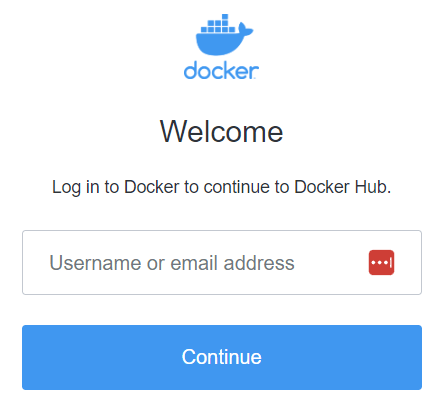 docker
Welcome
Log in to Docker to continue to Docker Hub.
Username or email address
Continue